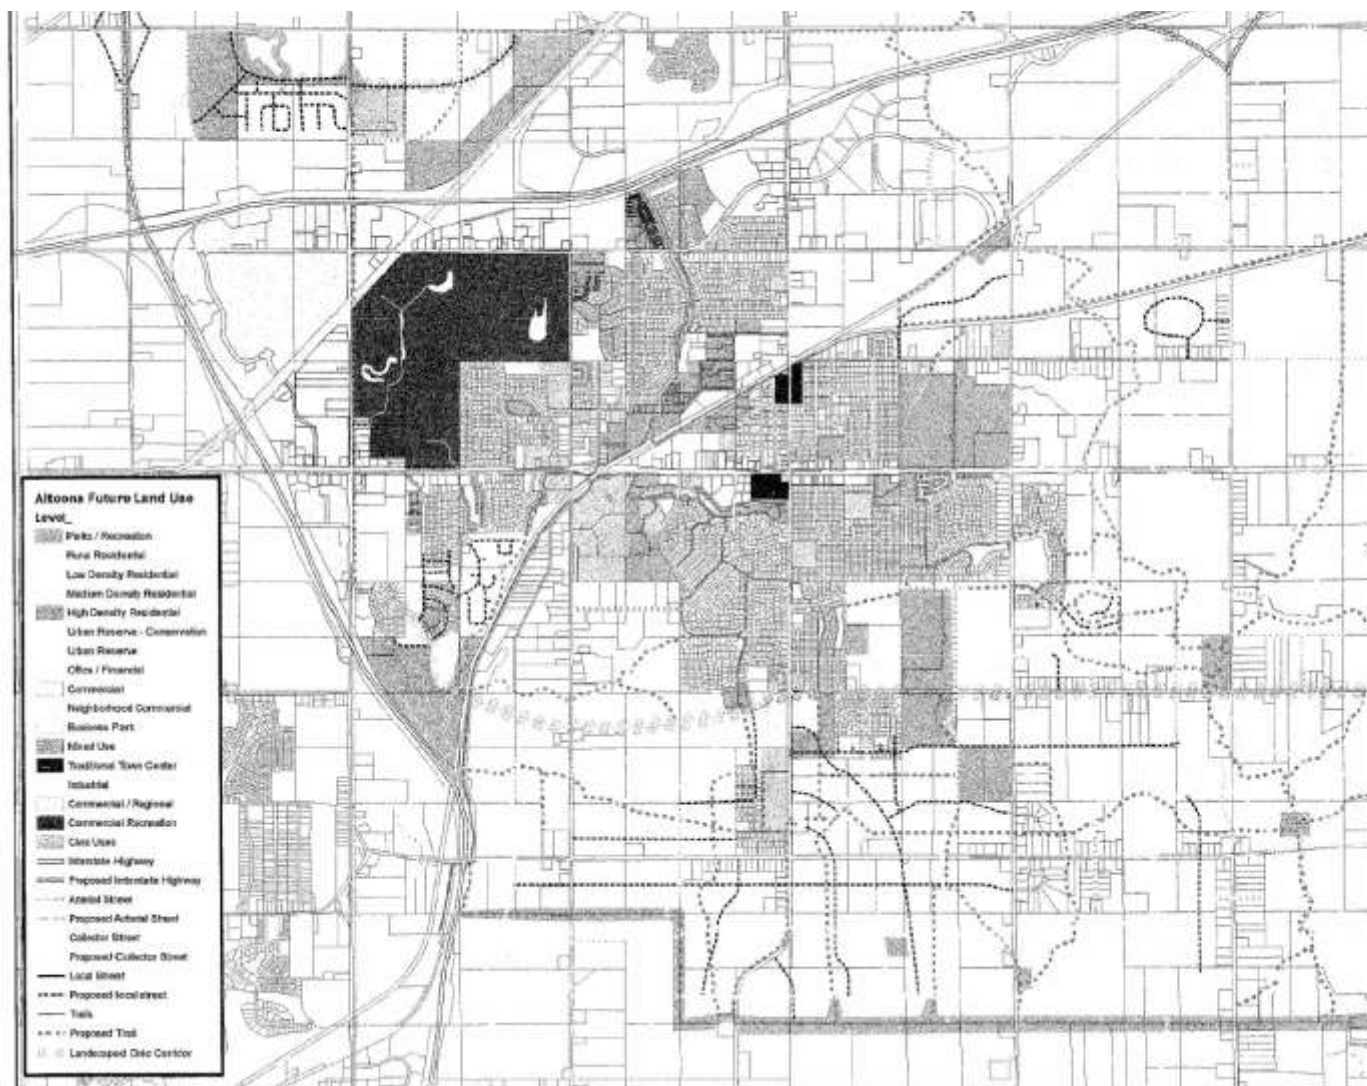 Altoona Future Land Use
Level_
Parks / Recreation
Rural Residential
Low Density Residential
Medium Density Residential
High Density Residential
Urban Reserve - Conservation
Urban Reserve
Office / Financial
Commercial
Neighborhood Commercial
Business Park
Mixed Use
Traditional Town Center
Industrial
Commercial / Regional
Commercial Recreation
Civic Uses
Interstate Highway
Proposed Interstate Highway
Arterial Street
Proposed Arterial Street
Collector Street
Proposed Collector Street
Local Street
Proposed local street
Trails
Proposed Trail
Landscaped Civic Corridor